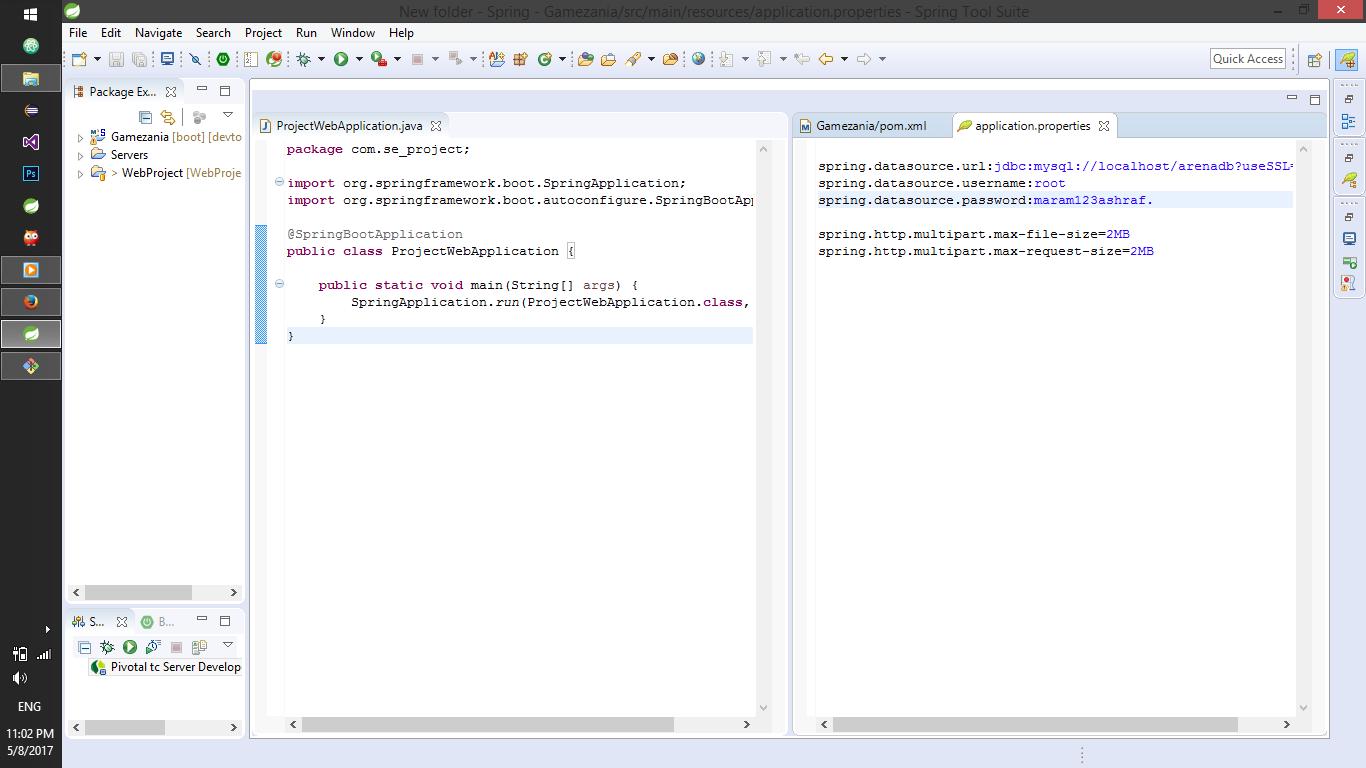 New folder - Spring - Gamezania/src/main/resources/application.properties - Spring Tool Suite
File Edit Navigate Search Project Run Window Help
Quick Access
Package Ex...
Gamezania [boot] [devto
Servers
> WebProject [WebProje
ProjectWebApplication.java
package com.se_project;
import org.springframework.boot.SpringApplication;
import org.springframework.boot.autoconfigure.SpringBootApp
@SpringBootApplication
public class ProjectWebApplication {
public static void main(String[] args) {
SpringApplication.run(ProjectWebApplication.class,
}
}
Gamezania/pom.xml
application.properties
spring.datasource.url:jdbc:mysql://localhost/arenadb?useSSL=
spring.datasource.username:root
spring.datasource.password:maram123ashraf.
spring.http.multipart.max-file-size=2MB
spring.http.multipart.max-request-size=2MB
S...
B...
Pivotal tc Server Develop
Ps
ENG
11:02 PM
5/8/2017